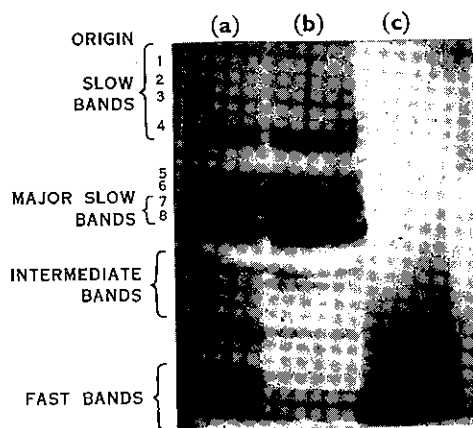 (a) (b) (c)
ORIGIN
SLOW
BANDS
1
2
3
4
5
6
MAJOR SLOW
BANDS
7
8
INTERMEDIATE
BANDS
FAST BANDS